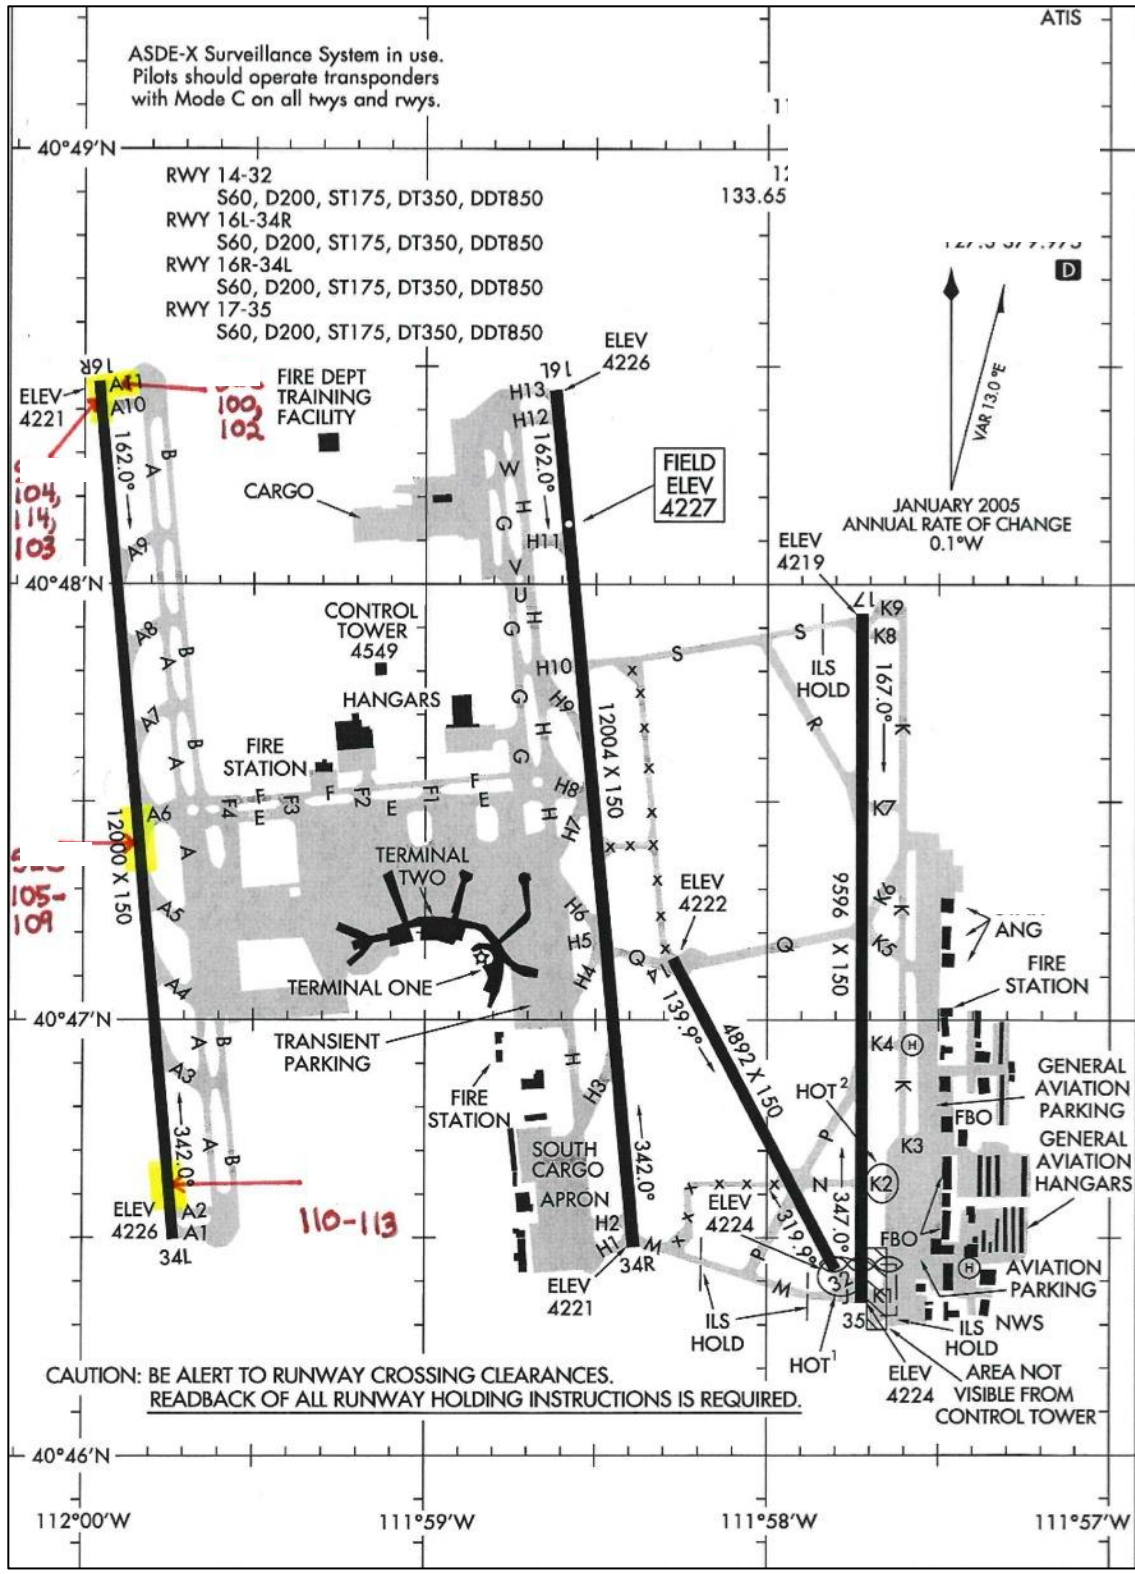 ATIS
ASDE-X Surveillance System in use.
Pilots should operate transponders
with Mode C on all twys and rwys.
40°49'N
133.65
RWY 14-32
S60, D200, ST175, DT350, DDT850
RWY 16L-34R
S60, D200, ST175, DT350, DDT850
RWY 16R-34L
S60, D200, ST175, DT350, DDT850
RWY 17-35
S60, D200, ST175, DT350, DDT850
D
VAR 13.0 °E
JANUARY 2005
ANNUAL RATE OF CHANGE
0.1°W
ELEV
4221
16R
A11
A10
100,
102
FIRE DEPT
TRAINING
FACILITY
16L
ELEV
4226
H13
H12
162.0°
A
B
104,
114,
103
CARGO
W
H
G
162.0°
FIELD
ELEV
4227
A9
V
H11
ELEV
4219
40°48'N
U
G
H
17
K9
K8
A8
A
B
CONTROL
TOWER
4549
H10
S
S
ILS
HOLD
167.0°
HANGARS
G
H9
H
R
K
A7
B
A
FIRE
STATION
G
12004 X 150
F
F
F
E
F4
F3
F2
F1
E
E
H8
H
H7
K7
A6
A
12000 X 150
105-
109
TERMINAL
TWO
A5
H6
H5
H4
ELEV
4222
Q
Q
K6
K
K5
9596 X 150
ANG
FIRE
STATION
A4
TERMINAL ONE
14
139.9°
40°47'N
TRANSIENT
PARKING
4892 X 150
A
B
A3
H
H3
FIRE
STATION
K4
H
K
HOT2
FBO
GENERAL
AVIATION
PARKING
342.0°
A
B
SOUTH
CARGO
APRON
342.0°
P
K3
GENERAL
AVIATION
HANGARS
N
K2
ELEV
4224
319.9°
347.0°
110-113
ELEV
4226
A2
A1
34L
H2
H1
M
34R
P
M
FBO
H
AVIATION
PARKING
32
K1
ELEV
4221
ILS
HOLD
35
HOT1
ILS
HOLD
NWS
ELEV
4224
AREA NOT
VISIBLE FROM
CONTROL TOWER
CAUTION: BE ALERT TO RUNWAY CROSSING CLEARANCES.
READBACK OF ALL RUNWAY HOLDING INSTRUCTIONS IS REQUIRED.
40°46'N
112°00'W
111°59'W
111°58'W
111°57'W